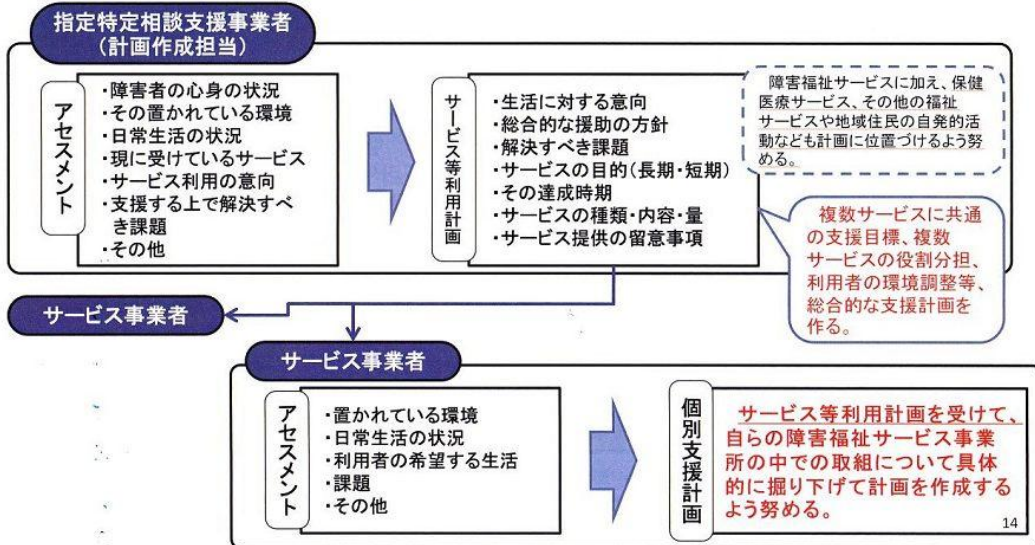 指定特定相談支援事業者
（計画作成担当）
アセスメント
・障害者の心身の状況
・その置かれている環境
・日常生活の状況
・現に受けているサービス
・サービス利用の意向
・支援する上で解決すべ
き課題
・その他
サービス等利用計画
・生活に対する意向
・総合的な援助の方針
・解決すべき課題
・サービスの目的（長期・短期）
・その達成時期
・サービスの種類・内容・量
・サービス提供の留意事項
障害福祉サービスに加え、保健
医療サービス、その他の福祉
サービスや地域住民の自発的活
動なども計画に位置づけるよう努
める。
複数サービスに共通
の支援目標、複数
サービスの役割分担、
利用者の環境調整等、
総合的な支援計画を
作る。
サービス事業者
サービス事業者
アセスメント
・置かれている環境
・日常生活の状況
・利用者の希望する生活
・課題
・その他
個別支援計画
サービス等利用計画を受けて、
自らの障害福祉サービス事業
所の中での取組について具体
的に掘り下げて計画を作成する
よう努める。
14